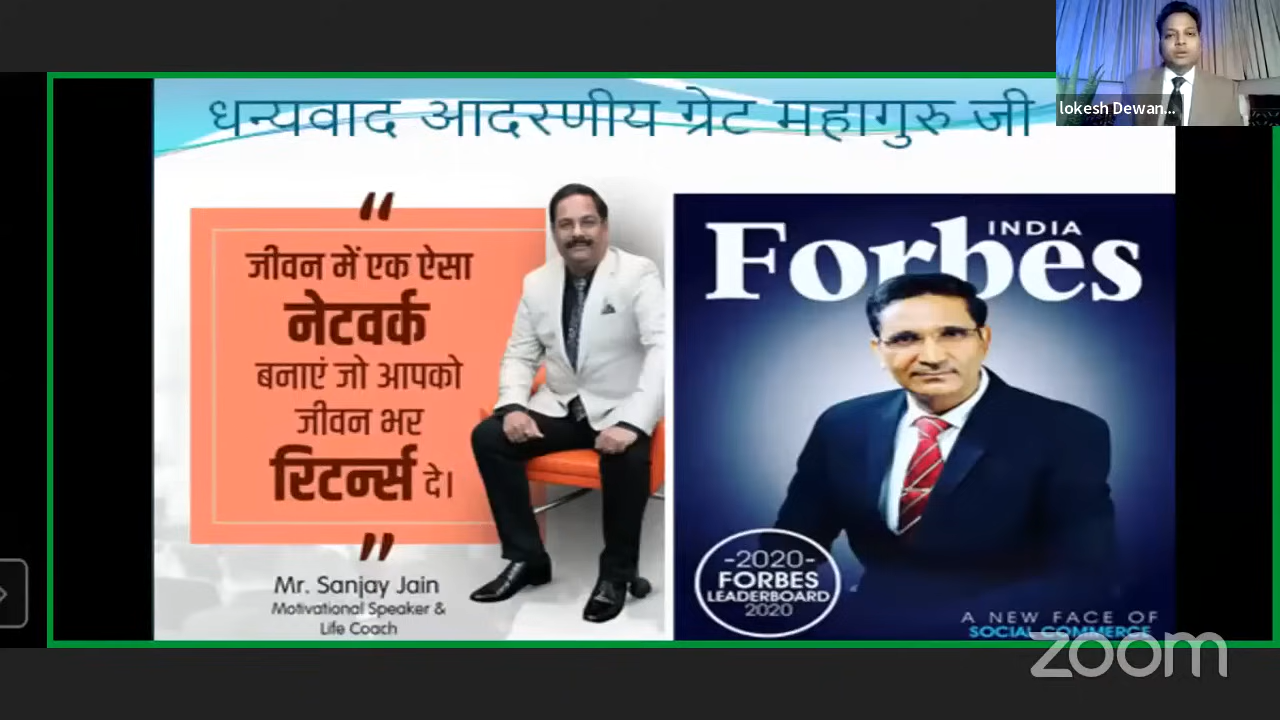 धन्यवाद आदरणीय ग्रेट महागुरु जी
lokesh Dewan...
“
जीवन में एक ऐसा
नेटवर्क
बनाएं जो आपको
जीवन भर
रिटर्न्स दे।
”
Mr. Sanjay Jain
Motivational Speaker &
Life Coach
INDIA
Forbes
-2020-
FORBES
LEADERBOARD
2020
A NEW FACE OF
SOCIAL COMMERCE
zoom